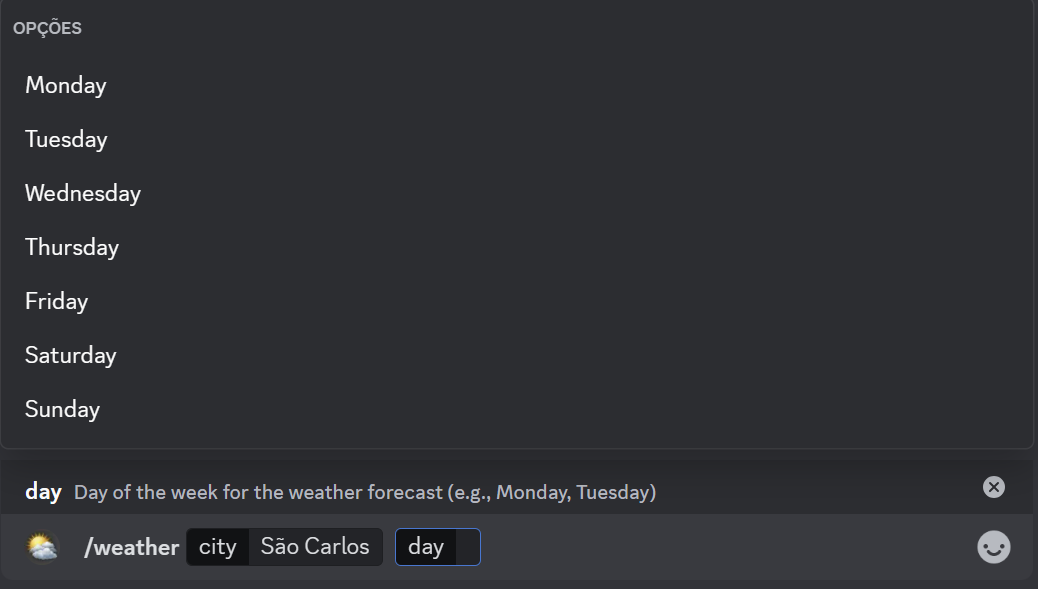 OPÇÕES
Monday
Tuesday
Wednesday
Thursday
Friday
Saturday
Sunday
day Day of the week for the weather forecast (e.g., Monday, Tuesday)
/weather city São Carlos day